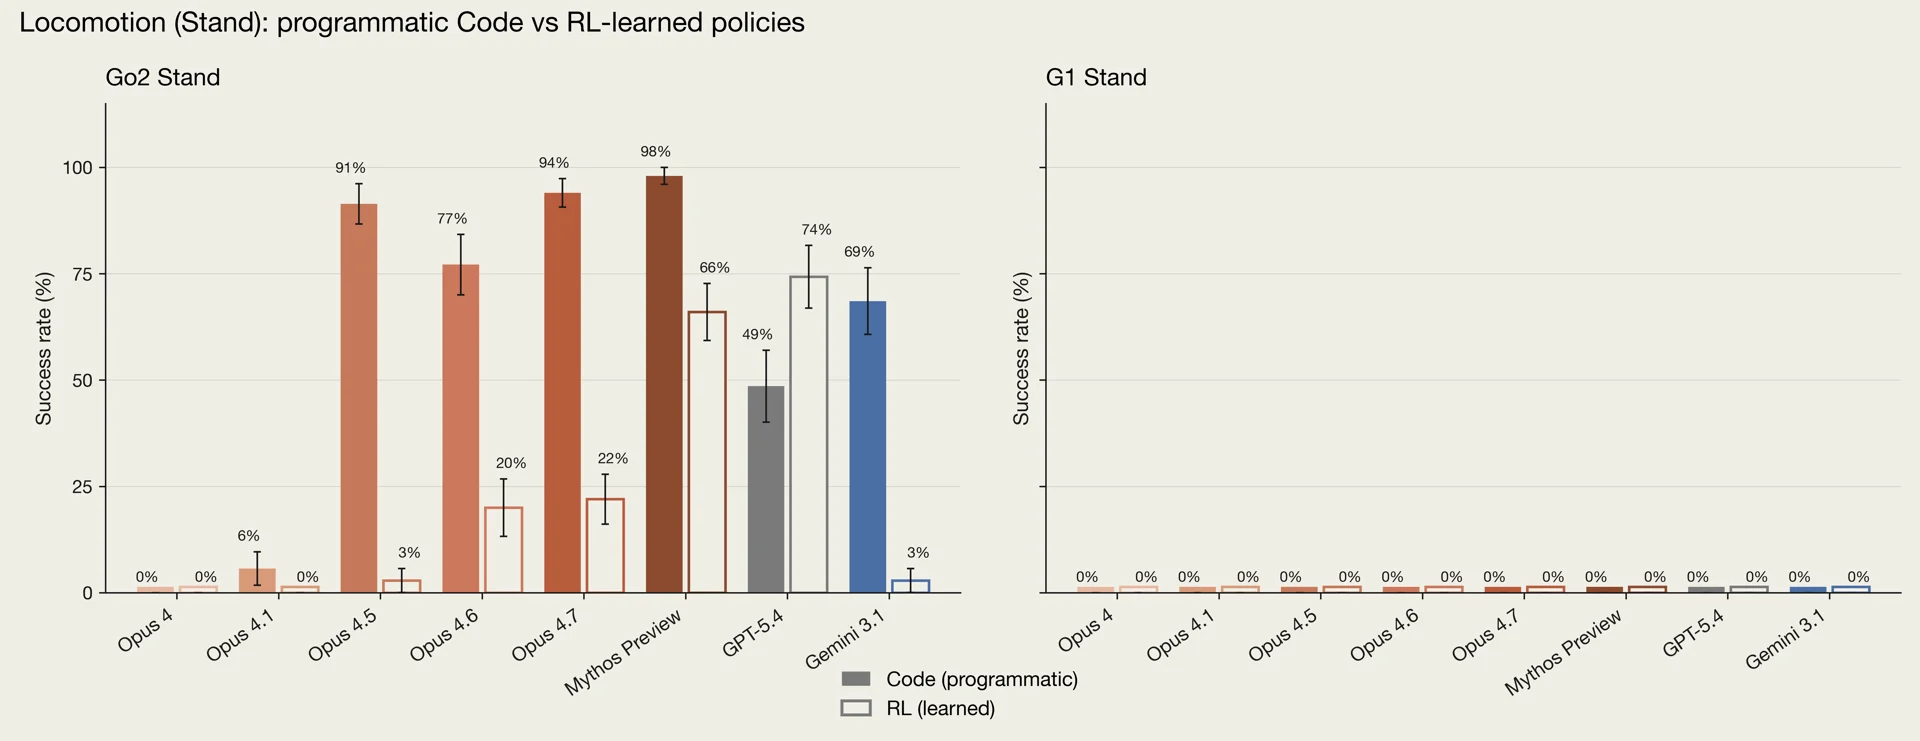 Locomotion (Stand): programmatic Code vs RL-learned policies
Go2 Stand
Success rate (%)
100
75
50
25
0
0% 0% 6% 0% 91% 3% 77% 20% 94% 22% 98% 66% 49% 74% 69% 3%
Opus 4 Opus 4.1 Opus 4.5 Opus 4.6 Opus 4.7 Mythos Preview GPT-5.4 Gemini 3.1
G1 Stand
Success rate (%)
0% 0% 0% 0% 0% 0% 0% 0% 0% 0% 0% 0% 0% 0% 0% 0%
Opus 4 Opus 4.1 Opus 4.5 Opus 4.6 Opus 4.7 Mythos Preview GPT-5.4 Gemini 3.1
Code (programmatic)
RL (learned)